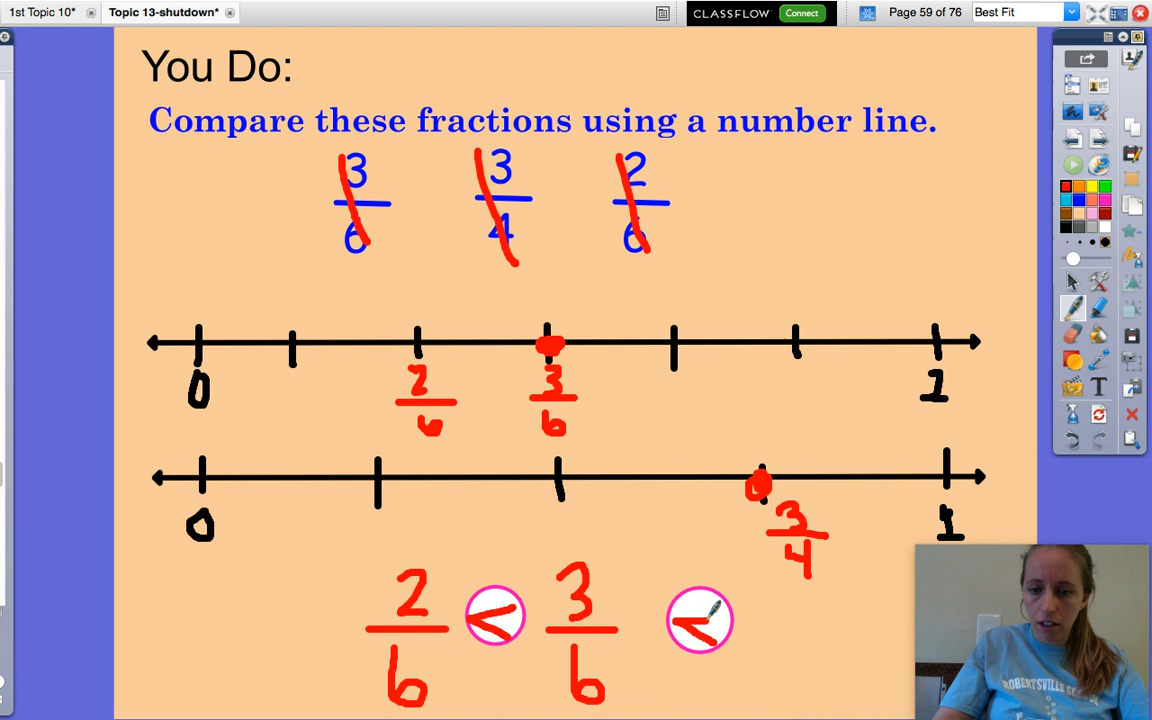 1st Topic 10*
Topic 13-shutdown*
CLASSFLOW Connect
Page 59 of 76
Best Fit
You Do:
Compare these fractions using a number line.
3/6 3/4 2/6
2/6 3/6
0 1
3/4
0 1
2/6 < 3/6 <
T
ROBERTSVILLE